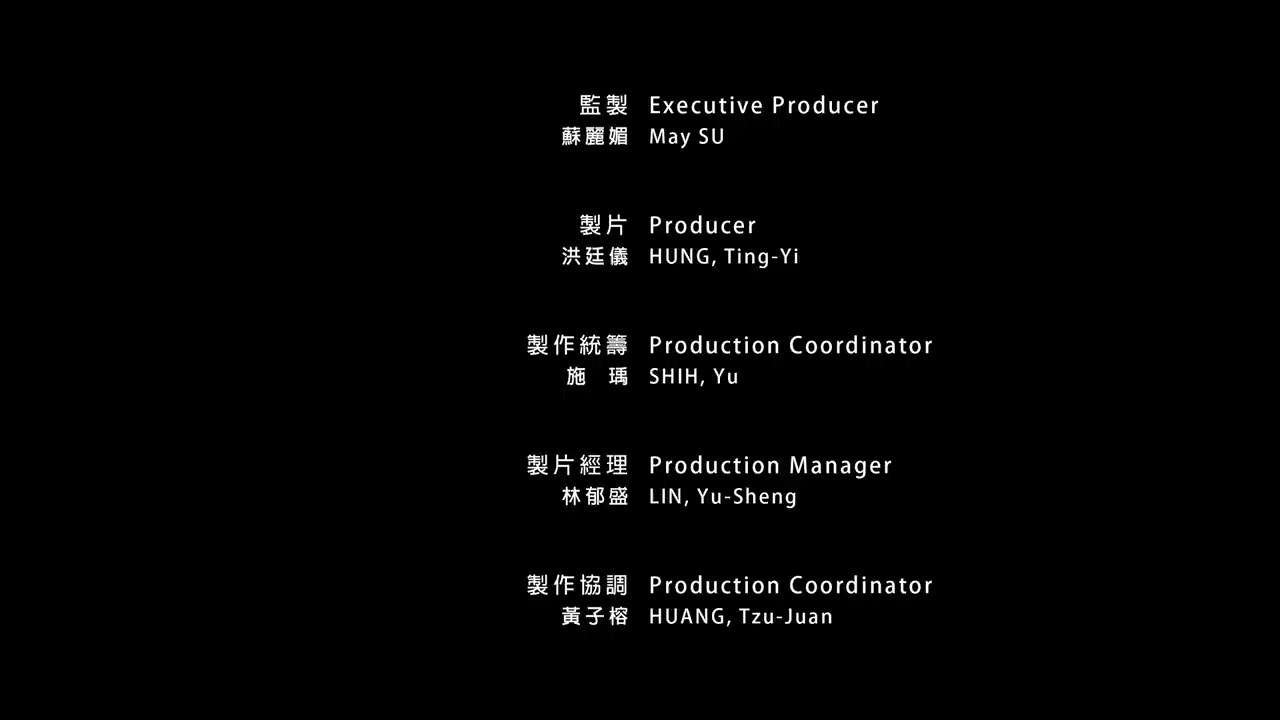 監製 Executive Producer
蘇麗媚 May SU
製片 Producer
洪廷儀 HUNG, Ting-Yi
製作統籌 Production Coordinator
施 瑀 SHIH, Yu
製片經理 Production Manager
林郁盛 LIN, Yu-Sheng
製作協調 Production Coordinator
黃子榕 HUANG, Tzu-Juan